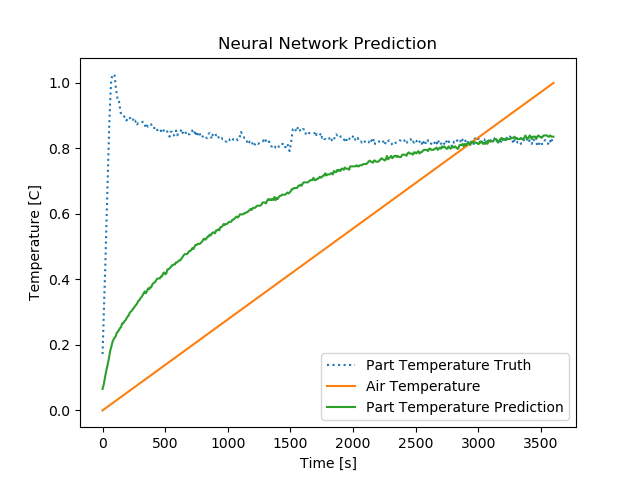 Neural Network Prediction
Temperature [C]
1.0
0.8
0.6
0.4
0.2
0.0
Part Temperature Truth
Air Temperature
Part Temperature Prediction
0 500 1000 1500 2000 2500 3000 3500
Time [s]